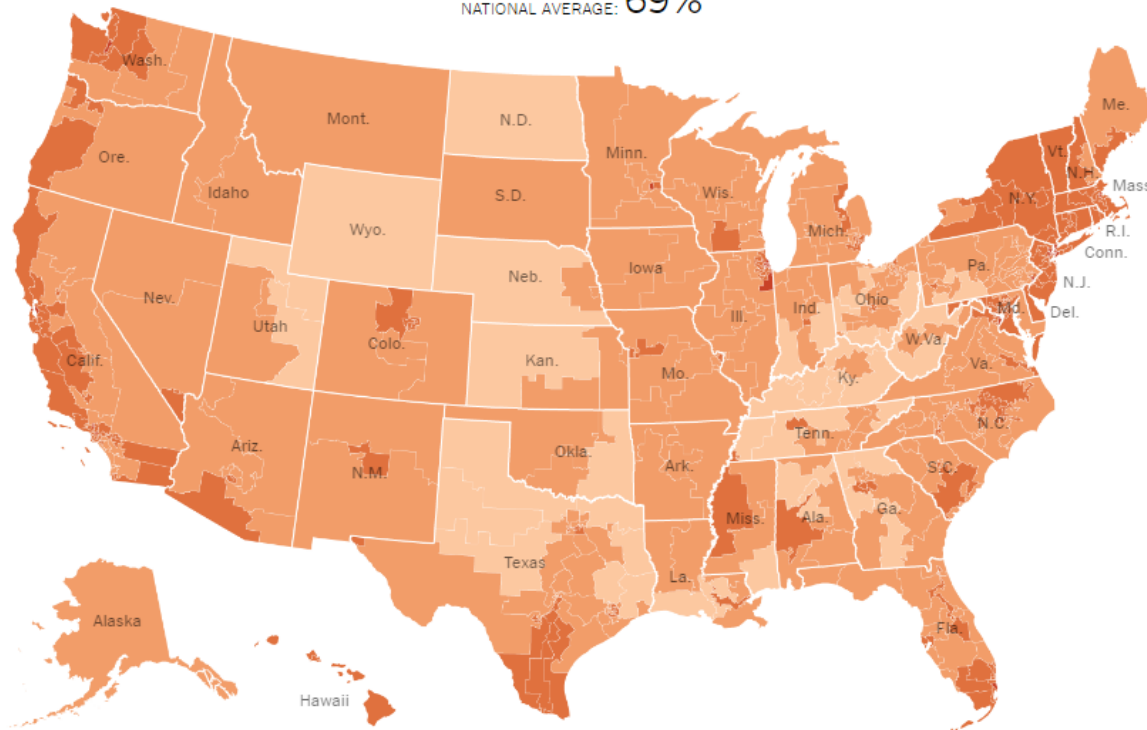 NATIONAL AVERAGE: 69%
Wash.
Mont.
N.D.
Minn.
Me.
Ore.
Idaho
S.D.
Wis.
Vt.
N.H.
Mass
Wyo.
Mich.
N.Y.
R.I.
Conn.
Neb.
Iowa
Pa.
N.J.
Nev.
Utah
Colo.
Ill.
Ind.
Ohio
Md.
Del.
Calif.
Kan.
Mo.
W.Va.
Va.
Ky.
Ariz.
N.M.
Okla.
Ark.
Tenn.
N.C.
S.C.
Miss.
Ala.
Ga.
Texas
La.
Alaska
Fla.
Hawaii